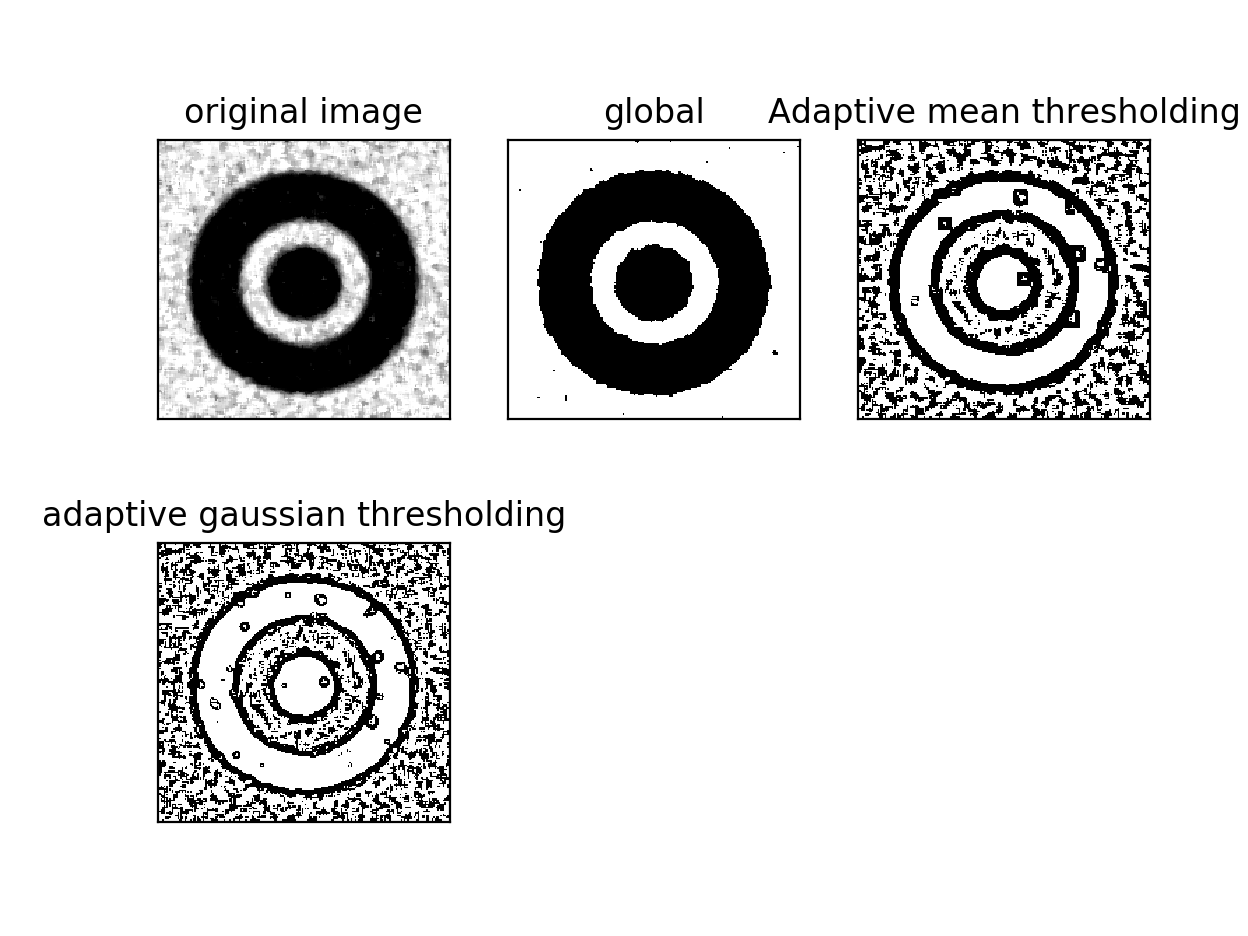 original image
global
Adaptive mean thresholding
adaptive gaussian thresholding